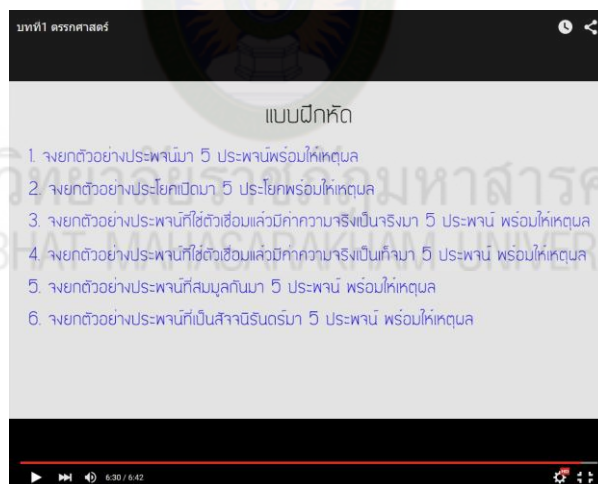 บทที่1 ตรรกศาสตร์
แบบฝึกหัด
1. จงยกตัวอย่างประพจน์มา 5 ประพจน์พร้อมให้เหตุผล
2. จงยกตัวอย่างประโยคเปิดมา 5 ประโยคพร้อมให้เหตุผล
3. จงยกตัวอย่างประพจน์ที่ใช้ตัวเชื่อมแล้วมีค่าความจริงเป็นจริงมา 5 ประพจน์ พร้อมให้เหตุผล
4. จงยกตัวอย่างประพจน์ที่ใช้ตัวเชื่อมแล้วมีค่าความจริงเป็นเท็จมา 5 ประพจน์ พร้อมให้เหตุผล
5. จงยกตัวอย่างประพจน์ที่สมมูลกันมา 5 ประพจน์ พร้อมให้เหตุผล
6. จงยกตัวอย่างประพจน์ที่เป็นสัจจนิรันดร์มา 5 ประพจน์ พร้อมให้เหตุผล
6:30 / 6:42